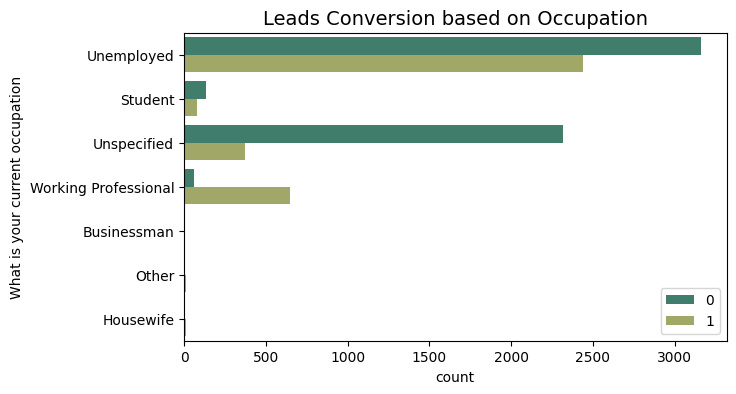 Leads Conversion based on Occupation
What is your current occupation
Unemployed
Student
Unspecified
Working Professional
Businessman
Other
Housewife
0
1
0 500 1000 1500 2000 2500 3000
count